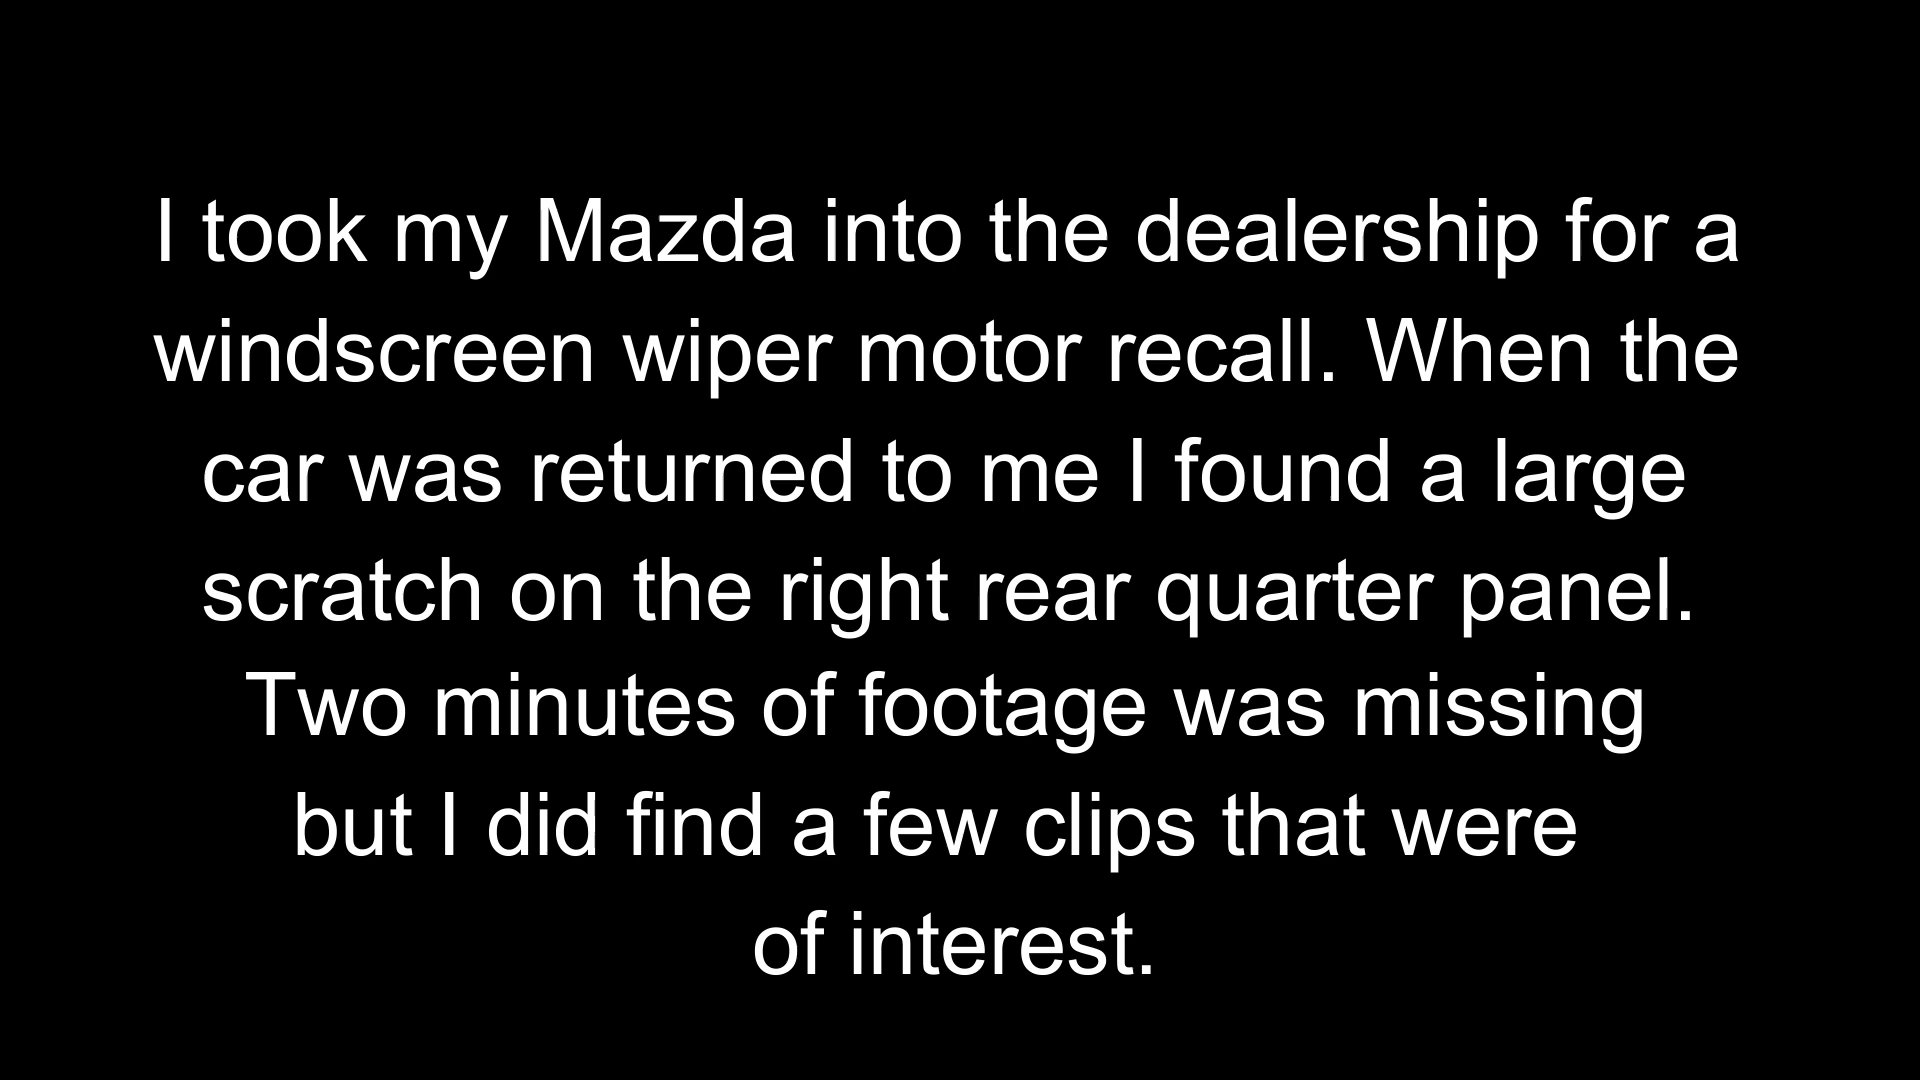 I took my Mazda into the dealership for a
windscreen wiper motor recall. When the
car was returned to me I found a large
scratch on the right rear quarter panel.
Two minutes of footage was missing
but I did find a few clips that were
of interest.